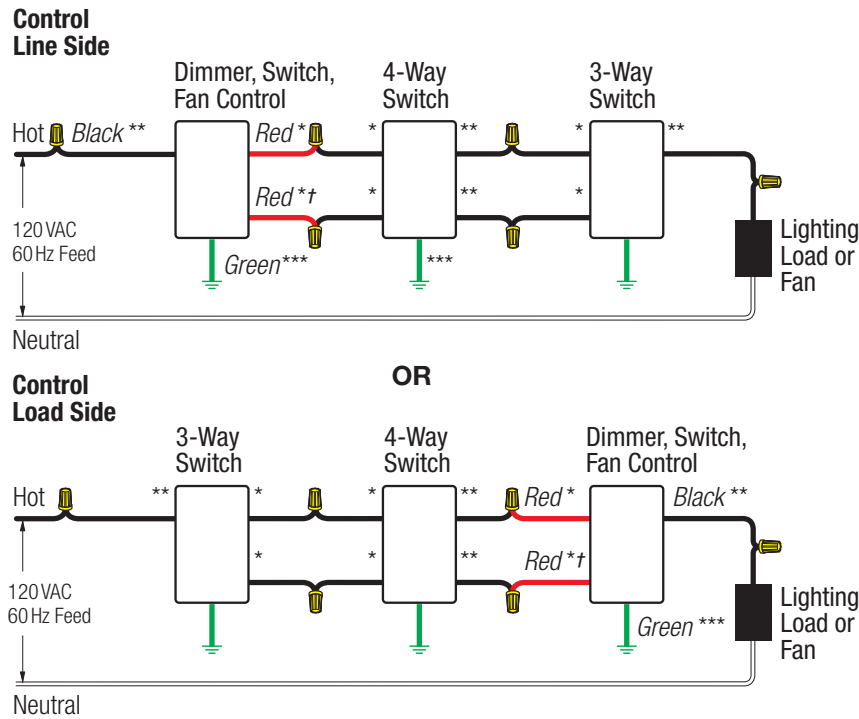 Control
Line Side
Dimmer, Switch,
Fan Control
4-Way
Switch
3-Way
Switch
Hot
Black **
Red *
*
**
*
**
Red *†
*
**
*
120 VAC
60 Hz Feed
Green***
***
Lighting
Load or
Fan
Neutral
OR
Control
Load Side
3-Way
Switch
4-Way
Switch
Dimmer, Switch,
Fan Control
Hot
**
*
*
**
Red *
Black **
*
*
**
Red *†
120 VAC
60 Hz Feed
Green ***
Lighting
Load or
Fan
Neutral